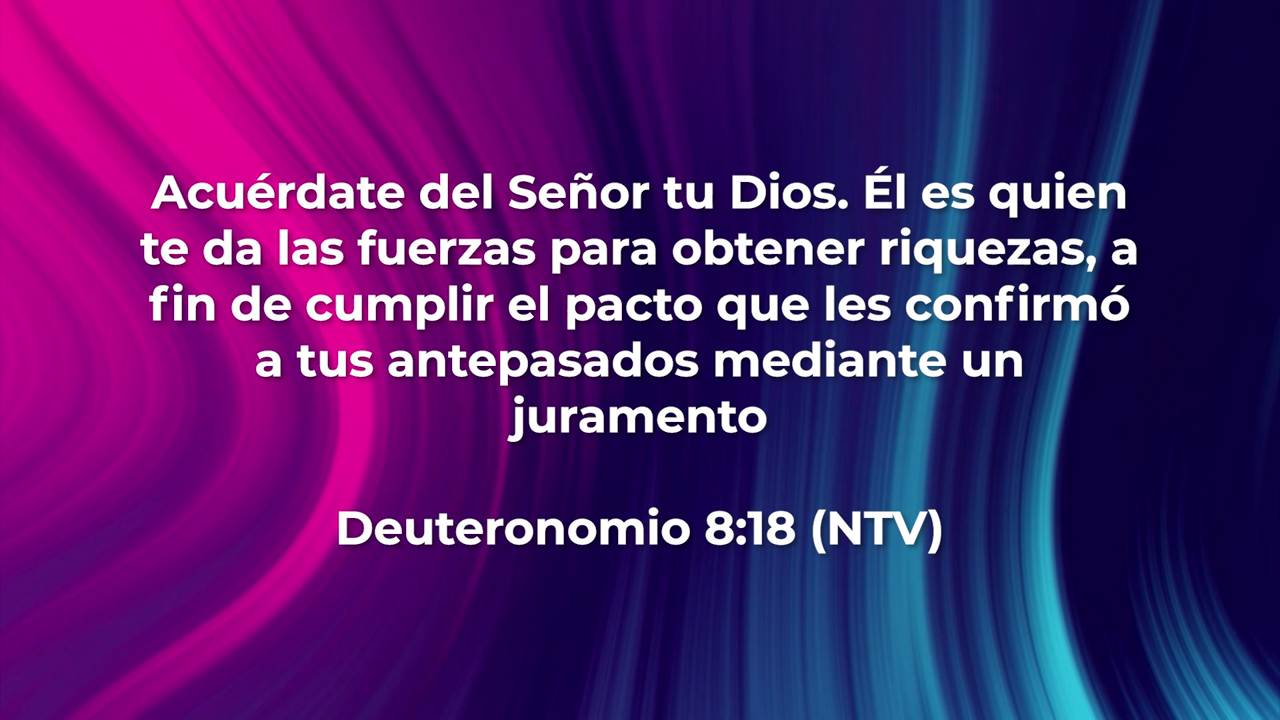 Acuérdate del Señor tu Dios. Él es quien
te da las fuerzas para obtener riquezas, a
fin de cumplir el pacto que les confirmó
a tus antepasados mediante un
juramento
Deuteronomio 8:18 (NTV)